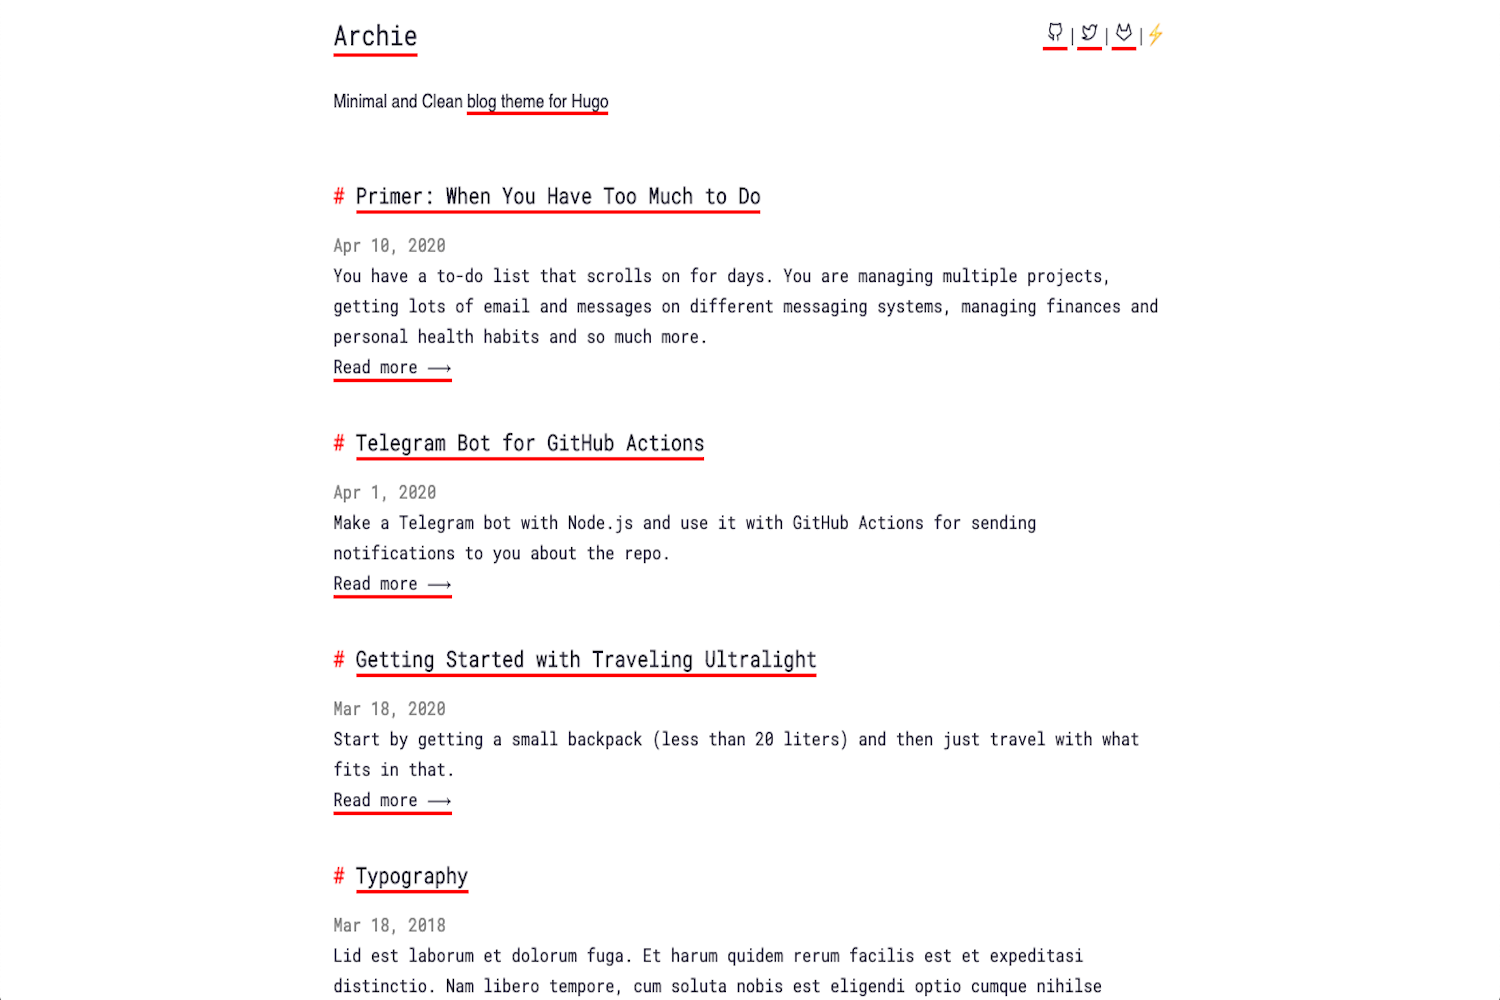 Archie
| | |
Minimal and Clean blog theme for Hugo
# Primer: When You Have Too Much to Do
Apr 10, 2020
You have a to-do list that scrolls on for days. You are managing multiple projects,
getting lots of email and messages on different messaging systems, managing finances and
personal health habits and so much more.
Read more ⟶
# Telegram Bot for GitHub Actions
Apr 1, 2020
Make a Telegram bot with Node.js and use it with GitHub Actions for sending
notifications to you about the repo.
Read more ⟶
# Getting Started with Traveling Ultralight
Mar 18, 2020
Start by getting a small backpack (less than 20 liters) and then just travel with what
fits in that.
Read more ⟶
# Typography
Mar 18, 2018
Lid est laborum et dolorum fuga. Et harum quidem rerum facilis est et expeditasi
distinctio. Nam libero tempore, cum soluta nobis est eligendi optio cumque nihilse